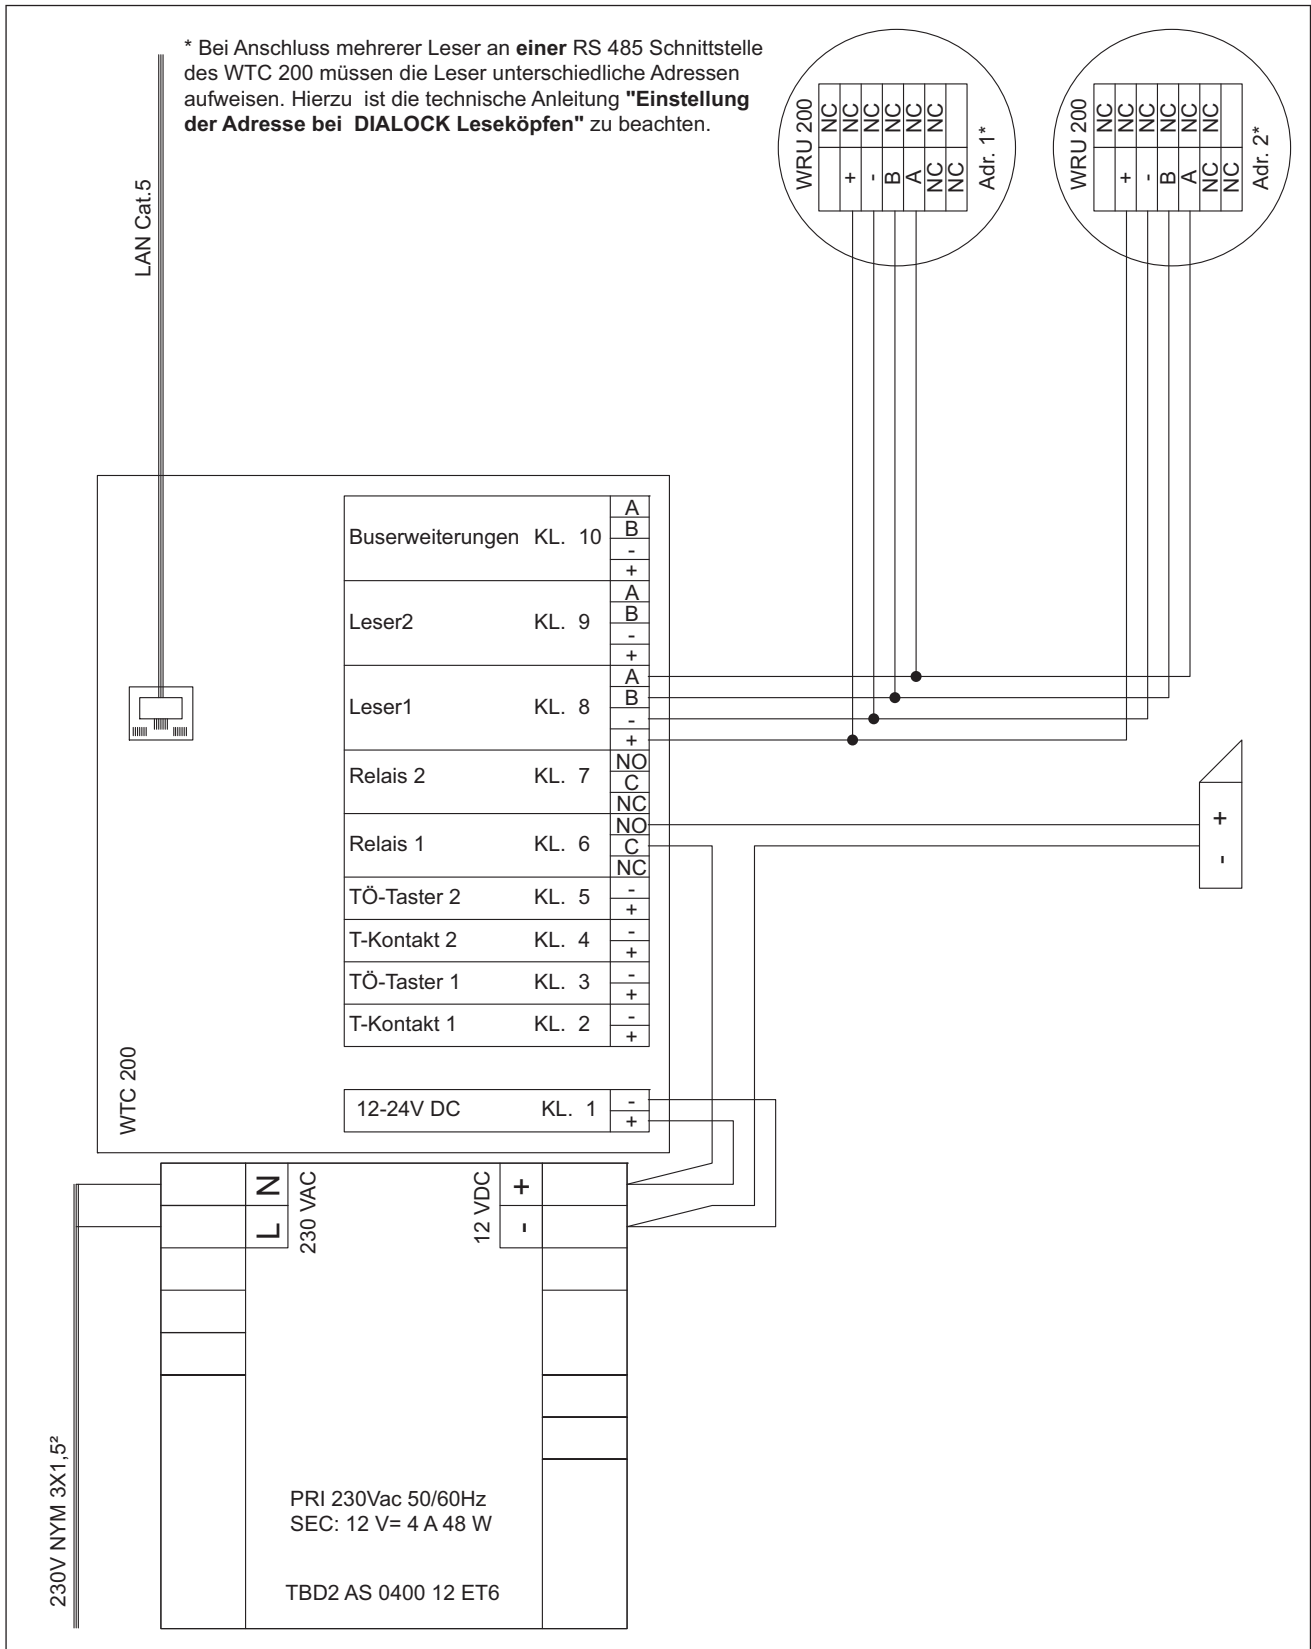 * Bei Anschluss mehrerer Leser an einer RS 485 Schnittstelle
des WTC 200 müssen die Leser unterschiedliche Adressen
aufweisen. Hierzu ist die technische Anleitung "Einstellung
der Adresse bei DIALOCK Leseköpfen" zu beachten.
LAN Cat.5
WRU 200
NC NC NC NC NC NC
+ - B A NC NC
Adr. 1*
WRU 200
NC NC NC NC NC NC
+ - B A NC NC
Adr. 2*
Buserweiterungen KL. 10
A
B
-
+
Leser2 KL. 9
A
B
-
+
Leser1 KL. 8
A
B
-
+
Relais 2 KL. 7
NO
C
NC
Relais 1 KL. 6
NO
C
NC
TÖ-Taster 2 KL. 5
-
+
T-Kontakt 2 KL. 4
-
+
TÖ-Taster 1 KL. 3
-
+
T-Kontakt 1 KL. 2
-
+
+
-
WTC 200
12-24V DC KL. 1
-
+
N
L
230 VAC
12 VDC
+
-
230V NYM 3X1,5²
PRI 230Vac 50/60Hz
SEC: 12 V= 4 A 48 W
TBD2 AS 0400 12 ET6